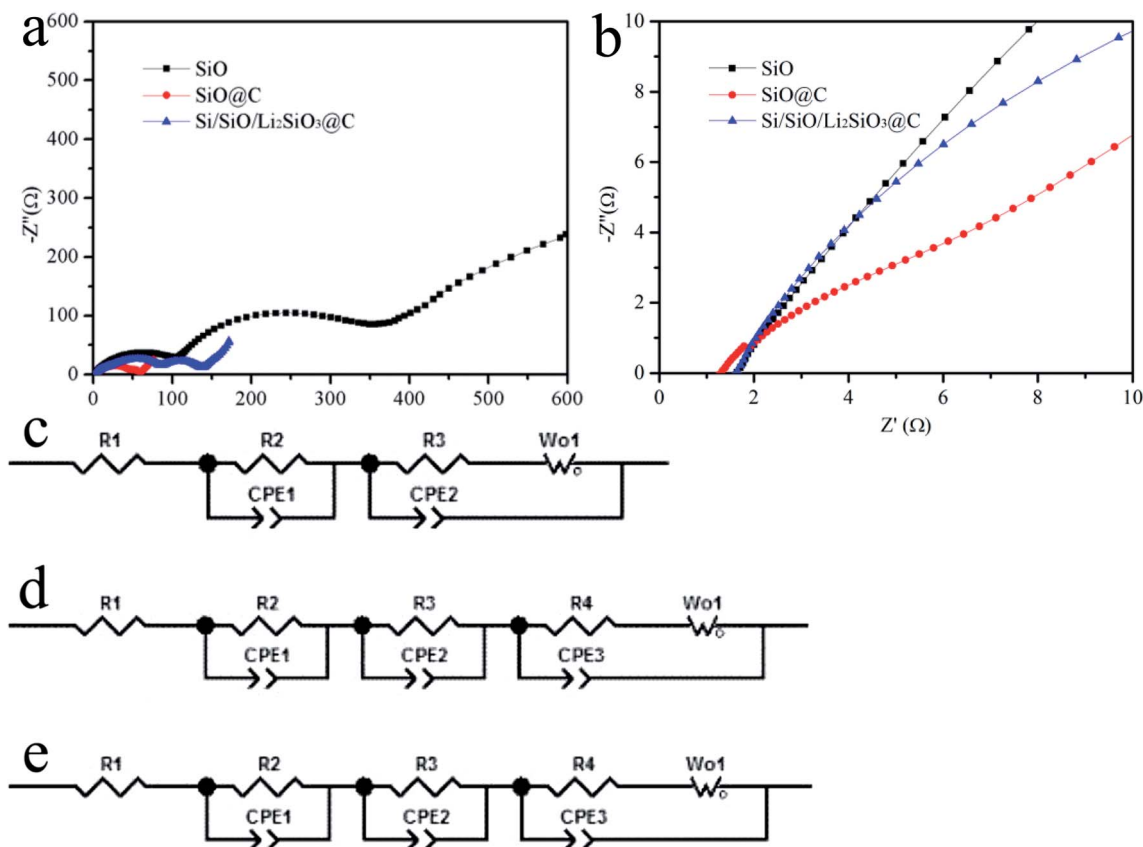 a
600
500
400
300
200
100
0
-Z''(Ω)
SiO
SiO@C
Si/SiO/Li₂SiO₃@C
0 100 200 300 400 500 600
b
10
8
6
4
2
0
-Z''(Ω)
SiO
SiO@C
Si/SiO/Li₂SiO₃@C
0 2 4 6 8 10
Z' (Ω)
c
R1 R2 R3 Wo1
CPE1 CPE2
d
R1 R2 R3 R4 Wo1
CPE1 CPE2 CPE3
e
R1 R2 R3 R4 Wo1
CPE1 CPE2 CPE3